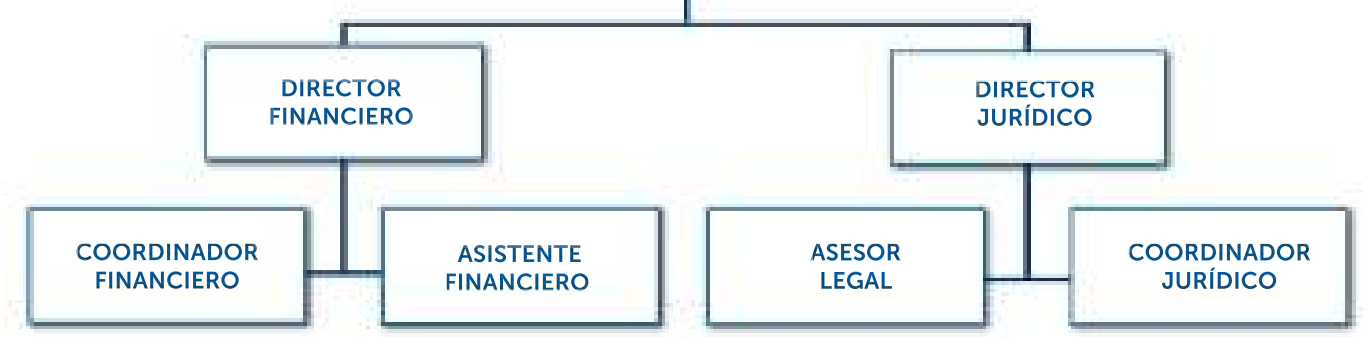 DIRECTOR
FINANCIERO
DIRECTOR
JURÍDICO
COORDINADOR
FINANCIERO
ASISTENTE
FINANCIERO
ASESOR
LEGAL
COORDINADOR
JURÍDICO